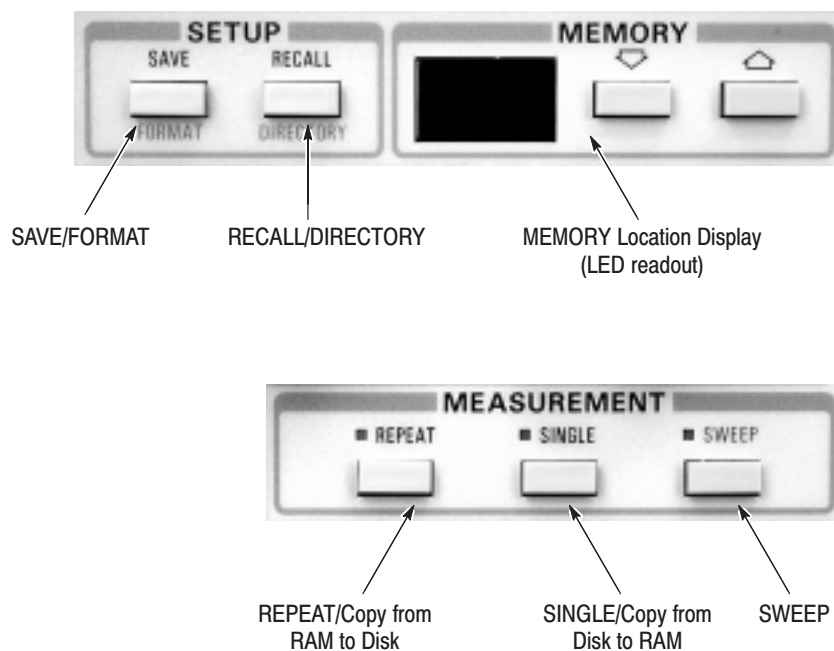 SETUP
MEMORY
SAVE
RECALL
FORMAT
DIRECTORY
SAVE/FORMAT
RECALL/DIRECTORY
MEMORY Location Display
(LED readout)
MEASUREMENT
REPEAT
SINGLE
SWEEP
REPEAT/Copy from
RAM to Disk
SINGLE/Copy from
Disk to RAM
SWEEP